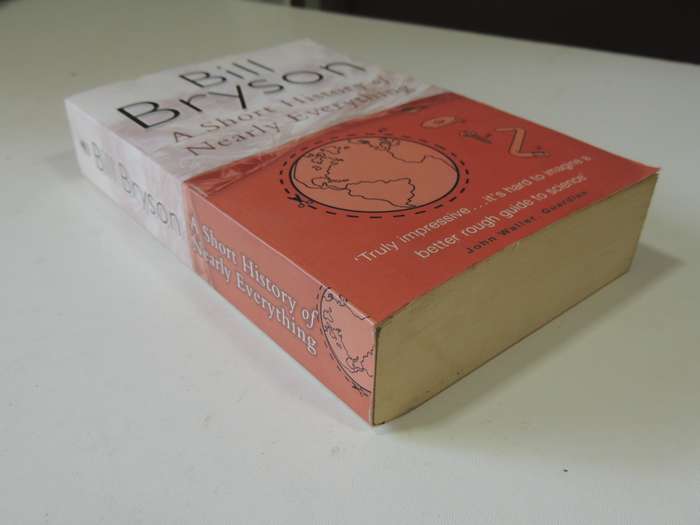 Bill
Bryson
A Short History of
Nearly Everything
'Truly impressive...it's hard to imagine a
better rough guide to science'
John Waller, Guardian
Bill Bryson
A Short History of
Nearly Everything